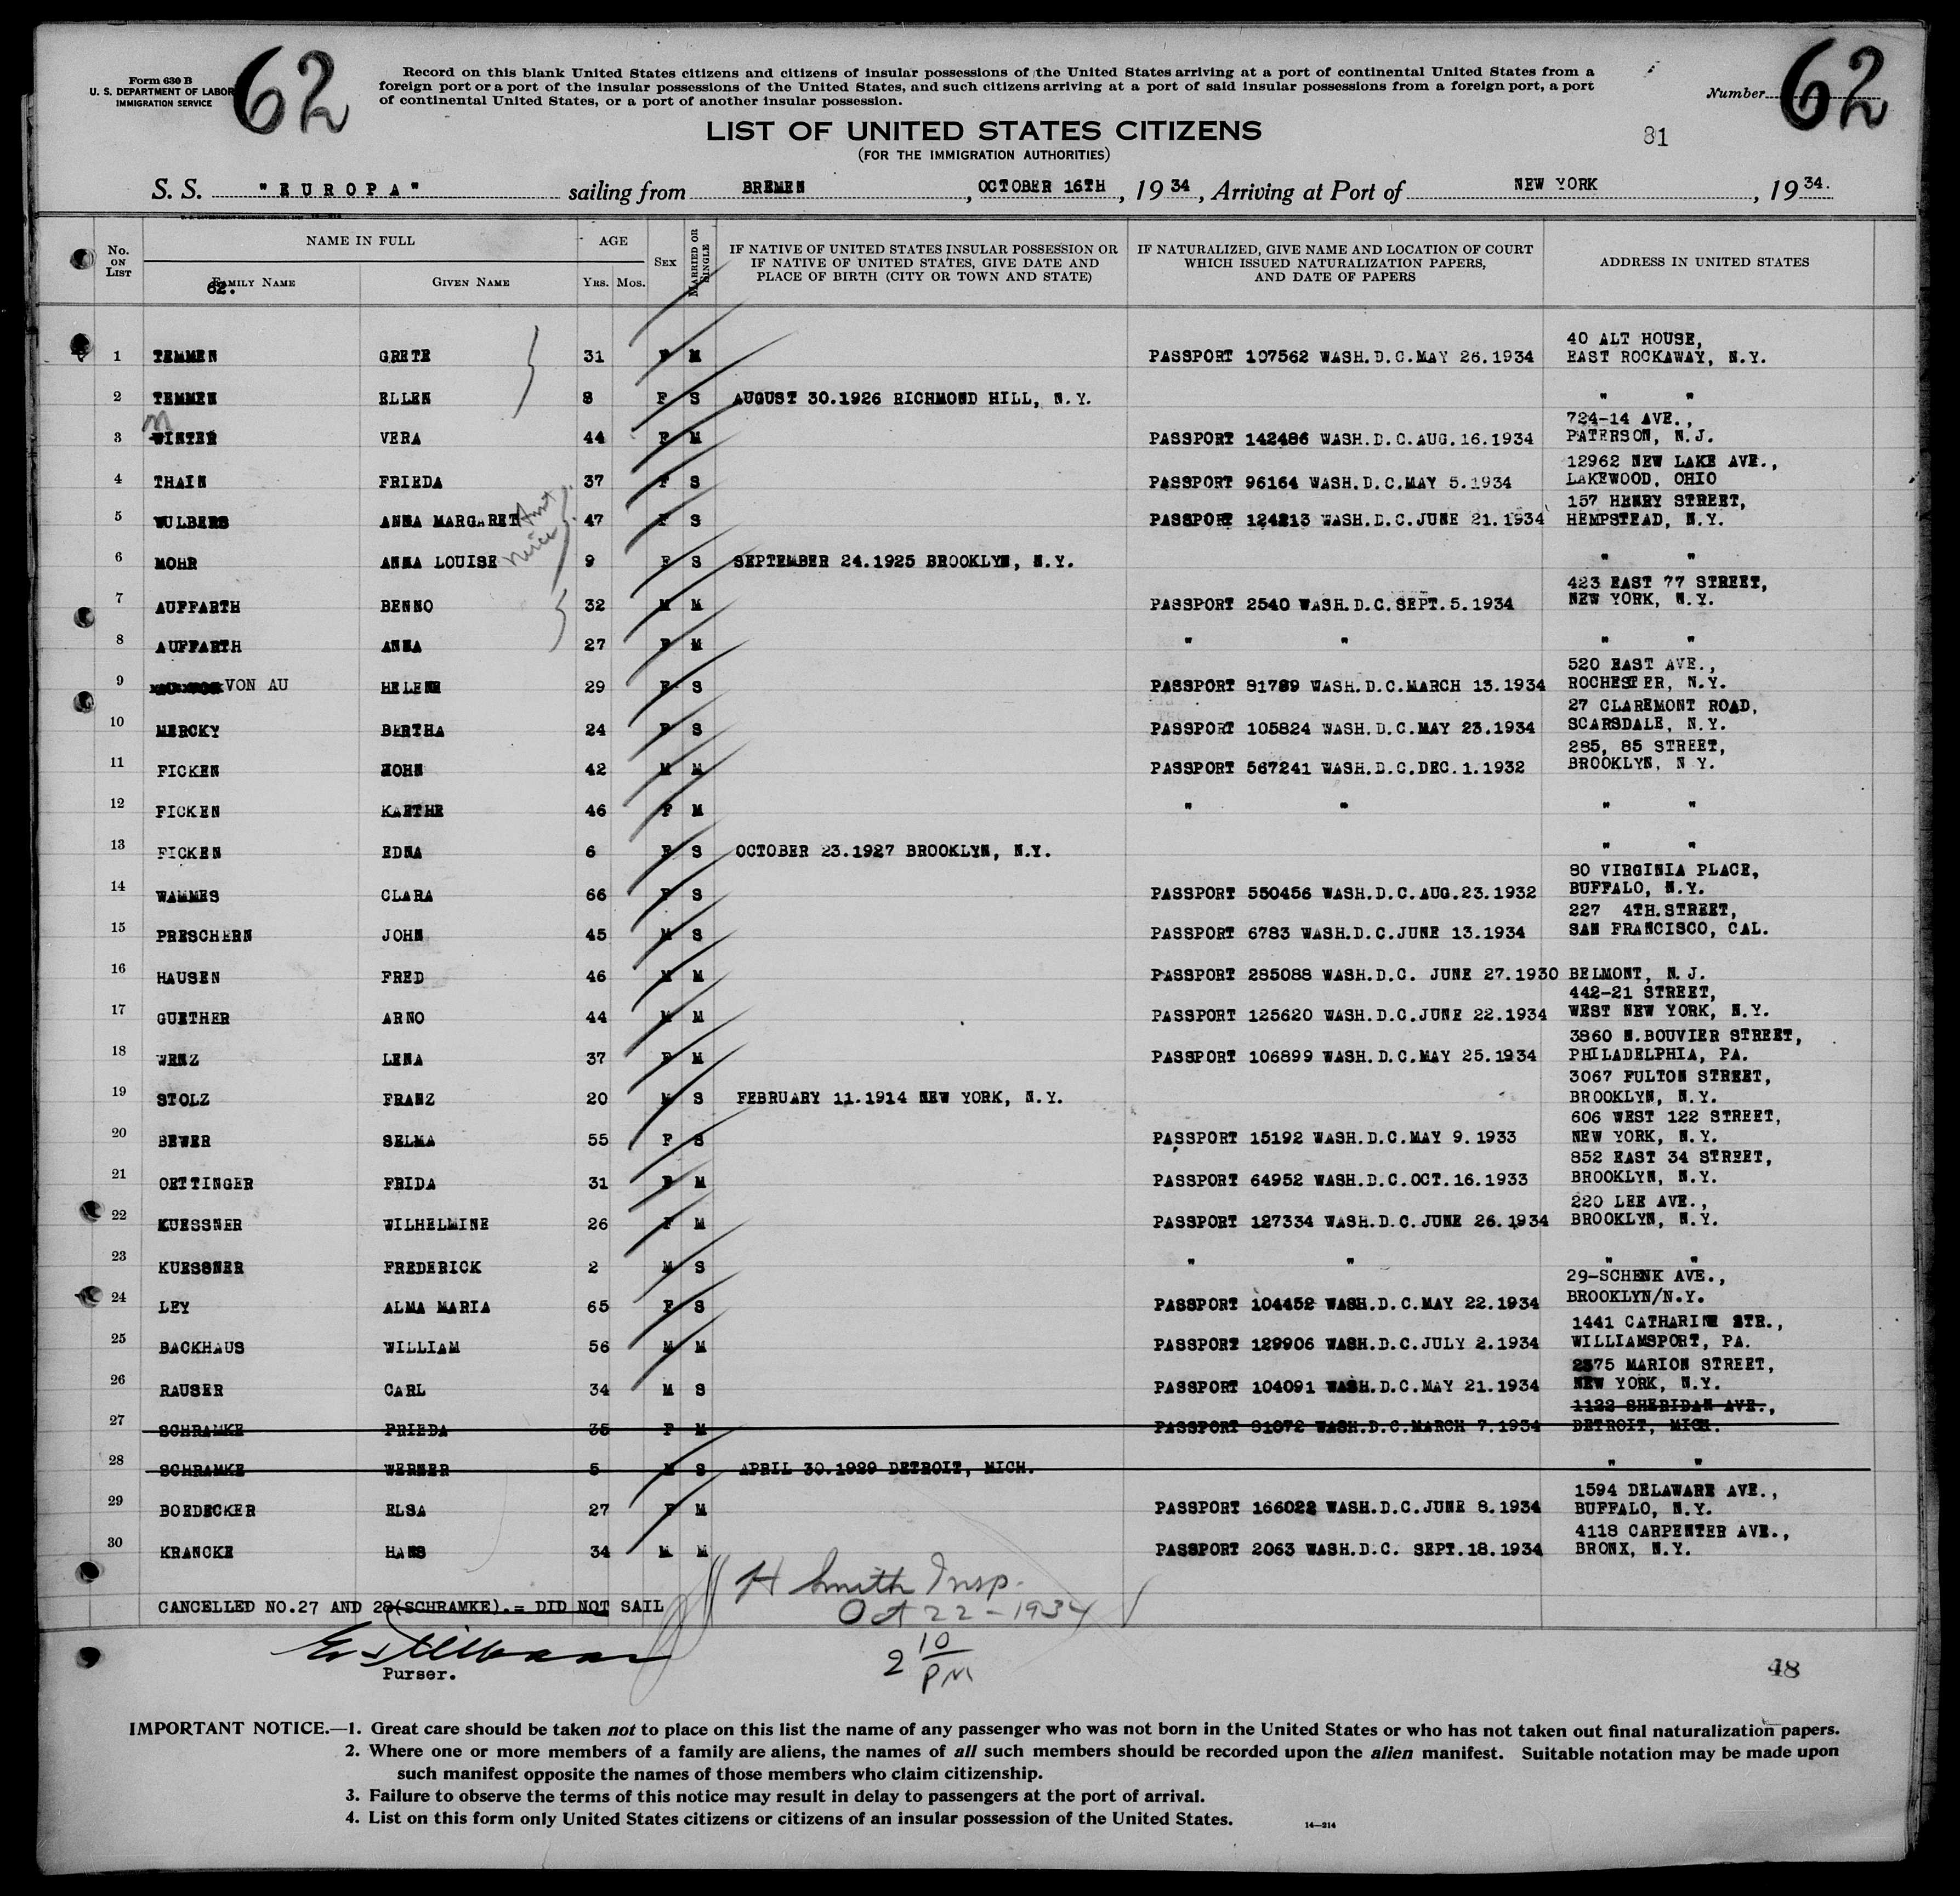 62
62
Form 630 B
U. S. DEPARTMENT OF LABOR
IMMIGRATION SERVICE
Record on this blank United States citizens and citizens of insular possessions of the United States arriving at a port of continental United States from a
foreign port or a port of the insular possessions of the United States, and such citizens arriving at a port of said insular possessions from a foreign port, a port
of continental United States, or a port of another insular possession.
Number
LIST OF UNITED STATES CITIZENS
(FOR THE IMMIGRATION AUTHORITIES)
81
S. S. "EUROPA" sailing from BREMEN, OCTOBER 16TH, 1934, Arriving at Port of NEW YORK, 1934.
No. ON LIST
NAME IN FULL
FAMILY NAME
62.
GIVEN NAME
AGE
YRS. MOS.
SEX
MARRIED OR SINGLE
IF NATIVE OF UNITED STATES INSULAR POSSESSION OR
IF NATIVE OF UNITED STATES, GIVE DATE AND
PLACE OF BIRTH (CITY OR TOWN AND STATE)
IF NATURALIZED, GIVE NAME AND LOCATION OF COURT
WHICH ISSUED NATURALIZATION PAPERS,
AND DATE OF PAPERS
ADDRESS IN UNITED STATES
40 ALT HOUSE,
1 TEMMEN GRETE 31 F M PASSPORT 107562 WASH.D.C.MAY 26.1934 EAST ROCKAWAY, N.Y.
2 TEMMEN ELLEN 8 F S AUGUST 30.1926 RICHMOND HILL, N.Y. " "
724-14 AVE.,
3 WINTER VERA 44 F M PASSPORT 142486 WASH.D.C.AUG.16.1934 PATERSON, N.J.
12962 NEW LAKE AVE.,
4 THAIN FRIEDA 37 F S PASSPORT 96164 WASH.D.C.MAY 5.1934 LAKEWOOD. OHIO
157 HENRY STREET,
5 WULBERS ANNA MARGARET Aunt 47 F S PASSPORT 124213 WASH.D.C.JUNE 21.1934 HEMPSTEAD, N.Y.
6 MOHR ANNA LOUISE niece 9 F S SEPTEMBER 24.1925 BROOKLYN, N.Y. " "
423 EAST 77 STREET,
7 AUFFARTH BENNO 32 M M PASSPORT 2540 WASH.D.C.SEPT.5.1934 NEW YORK, N.Y.
8 AUFFARTH ANNA 27 F M " " " "
520 EAST AVE.,
9 VON AU HELENE 29 F S PASSPORT 81789 WASH.D.C.MARCH 13.1934 ROCHESTER, N.Y.
27 CLAREMONT ROAD,
10 MERCKY BERTHA 24 F S PASSPORT 105824 WASH.D.C.MAY 23.1934 SCARSDALE, N.Y.
285, 85 STREET,
11 FICKEN JOHN 42 M M PASSPORT 567241 WASH.D.C.DEC.1.1932 BROOKLYN, N Y.
12 FICKEN KAETHE 46 F M " " " "
13 FICKEN EDNA 6 F S OCTOBER 23.1927 BROOKLYN, N.Y. " "
80 VIRGINIA PLACE,
14 WAMMES CLARA 66 F S PASSPORT 550456 WASH.D.C.AUG.23.1932 BUFFALO, N.Y.
227 4TH.STREET,
15 PRESCHERN JOHN 45 M S PASSPORT 6783 WASH.D.C.JUNE 13.1934 SAN FRANCISCO, CAL.
16 HAUSEN FRED 46 M M PASSPORT 285088 WASH.D.C. JUNE 27.1930 BELMONT, N.J.
442-21 STREET,
17 GUETHER ARNO 44 M M PASSPORT 125620 WASH.D.C.JUNE 22.1934 WEST NEW YORK, N.Y.
3860 N.BOUVIER STREET,
18 WENZ LENA 37 F M PASSPORT 106899 WASH.D.C.MAY 25.1934 PHILADELPHIA, PA.
3067 FULTON STREET,
19 STOLZ FRANZ 20 M S FEBRUARY 11.1914 NEW YORK, N.Y. BROOKLYN, N.Y.
606 WEST 122 STREET,
20 BEWER SELMA 55 F S PASSPORT 15192 WASH.D.C.MAY 9.1933 NEW YORK, N.Y.
852 EAST 34 STREET,
21 OETTINGER FRIDA 31 F M PASSPORT 64952 WASH.D.C.OCT.16.1933 BROOKLYN, N.Y.
220 LEE AVE.,
22 KUESSNER WILHELMINE 26 F M PASSPORT 127334 WASH.D.C.JUNE 26.1934 BROOKLYN, N.Y.
23 KUESSNER FREDERICK 2 M S " " " "
29-SCHENK AVE.,
24 LEY ALMA MARIA 65 F S PASSPORT 104452 WASH.D.C.MAY 22.1934 BROOKLYN/N.Y.
1441 CATHARINE STR.,
25 BACKHAUS WILLIAM 56 M M PASSPORT 129906 WASH.D.C.JULY 2.1934 WILLIAMSPORT, PA.
2375 MARION STREET,
26 RAUSER CARL 34 M S PASSPORT 104091 WASH.D.C.MAY 21.1934 NEW YORK, N.Y.
1122 SHERIDAN AVE.,
27 SCHRAMKE FRIEDA 35 F M PASSPORT 81072 WASH.D.C.MARCH 7.1934 DETROIT, MICH.
28 SCHRAMKE WERNER 5 M S APRIL 30.1929 DETROIT, MICH. " "
1594 DELAWARE AVE.,
29 BOEDECKER ELSA 27 F M PASSPORT 166022 WASH.D.C.JUNE 8.1934 BUFFALO, N.Y.
4118 CARPENTER AVE.,
30 KRANCKE HANS 34 M M PASSPORT 2063 WASH.D.C. SEPT.18.1934 BRONX, N.Y.
H Smith Insp.
CANCELLED NO.27 AND 28(SCHRAMKE).= DID NOT SAIL
Oct 22-1934
2 10 PM
Purser.
48
IMPORTANT NOTICE.—1. Great care should be taken not to place on this list the name of any passenger who was not born in the United States or who has not taken out final naturalization papers.
2. Where one or more members of a family are aliens, the names of all such members should be recorded upon the alien manifest. Suitable notation may be made upon
such manifest opposite the names of those members who claim citizenship.
3. Failure to observe the terms of this notice may result in delay to passengers at the port of arrival.
4. List on this form only United States citizens or citizens of an insular possession of the United States.
14—214